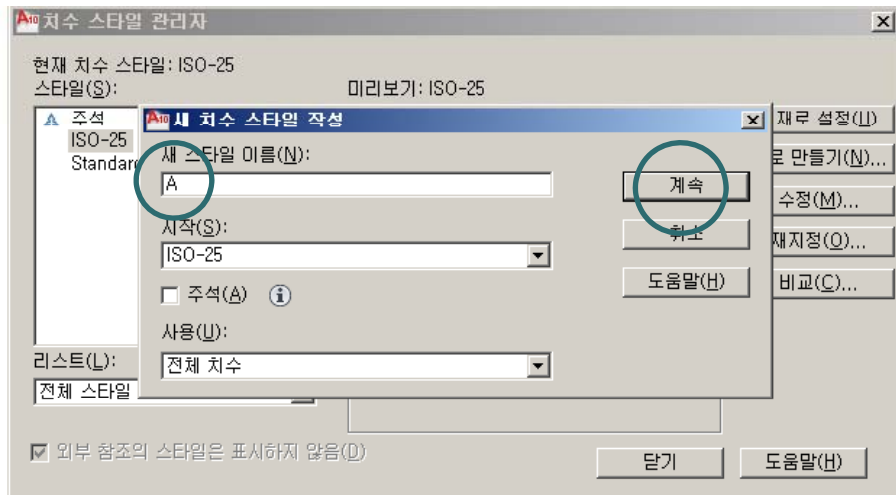 치수 스타일 관리자
현재 치수 스타일: ISO-25
스타일(S):
미리보기: ISO-25
주석
ISO-25
Standard
재로 설정(U)
로 만들기(N)...
수정(M)...
재지정(O)...
비교(C)...
새 치수 스타일 작성
새 스타일 이름(N):
A
계속
시작(S):
취소
ISO-25
도움말(H)
주석(A)
사용(U):
전체 치수
리스트(L):
전체 스타일
외부 참조의 스타일은 표시하지 않음(D)
닫기
도움말(H)